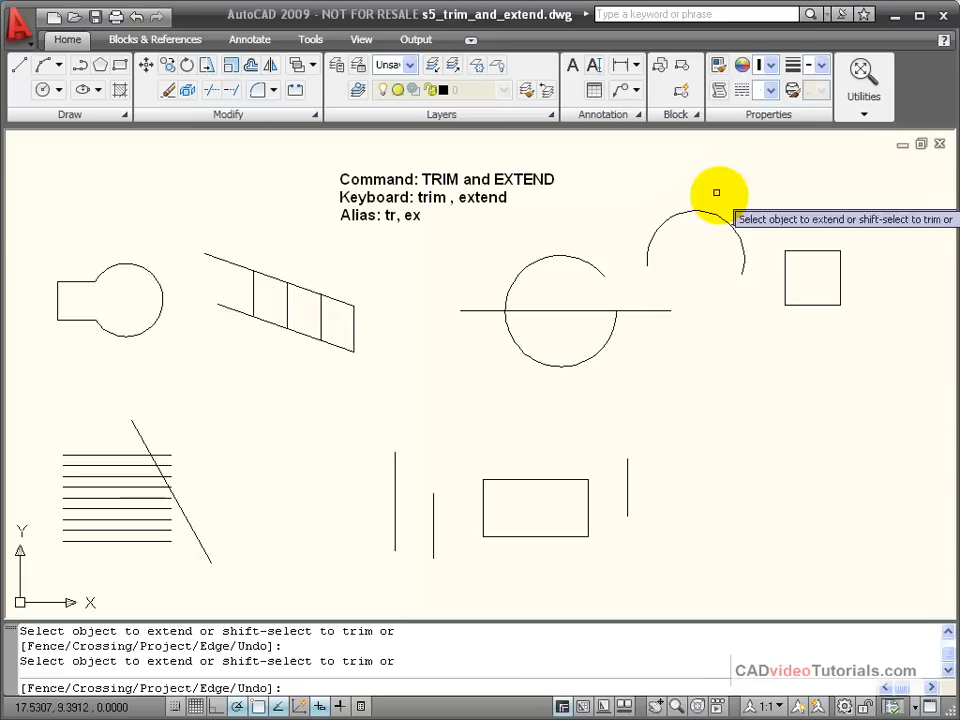 AutoCAD 2009 - NOT FOR RESALE s5_trim_and_extend.dwg
Type a keyword or phrase
Home
Blocks & References
Annotate
Tools
View
Output
Unsa
0
Utilities
Draw
Modify
Layers
Annotation
Block
Properties
Command: TRIM and EXTEND
Keyboard: trim , extend
Alias: tr, ex
Select object to extend or shift-select to trim or
Y
X
Select object to extend or shift-select to trim or
[Fence/Crossing/Project/Edge/Undo]:
Select object to extend or shift-select to trim or
[Fence/Crossing/Project/Edge/Undo]:
CADvideoTutorials.com
17.5307, 9.3912, 0.0000
1:1